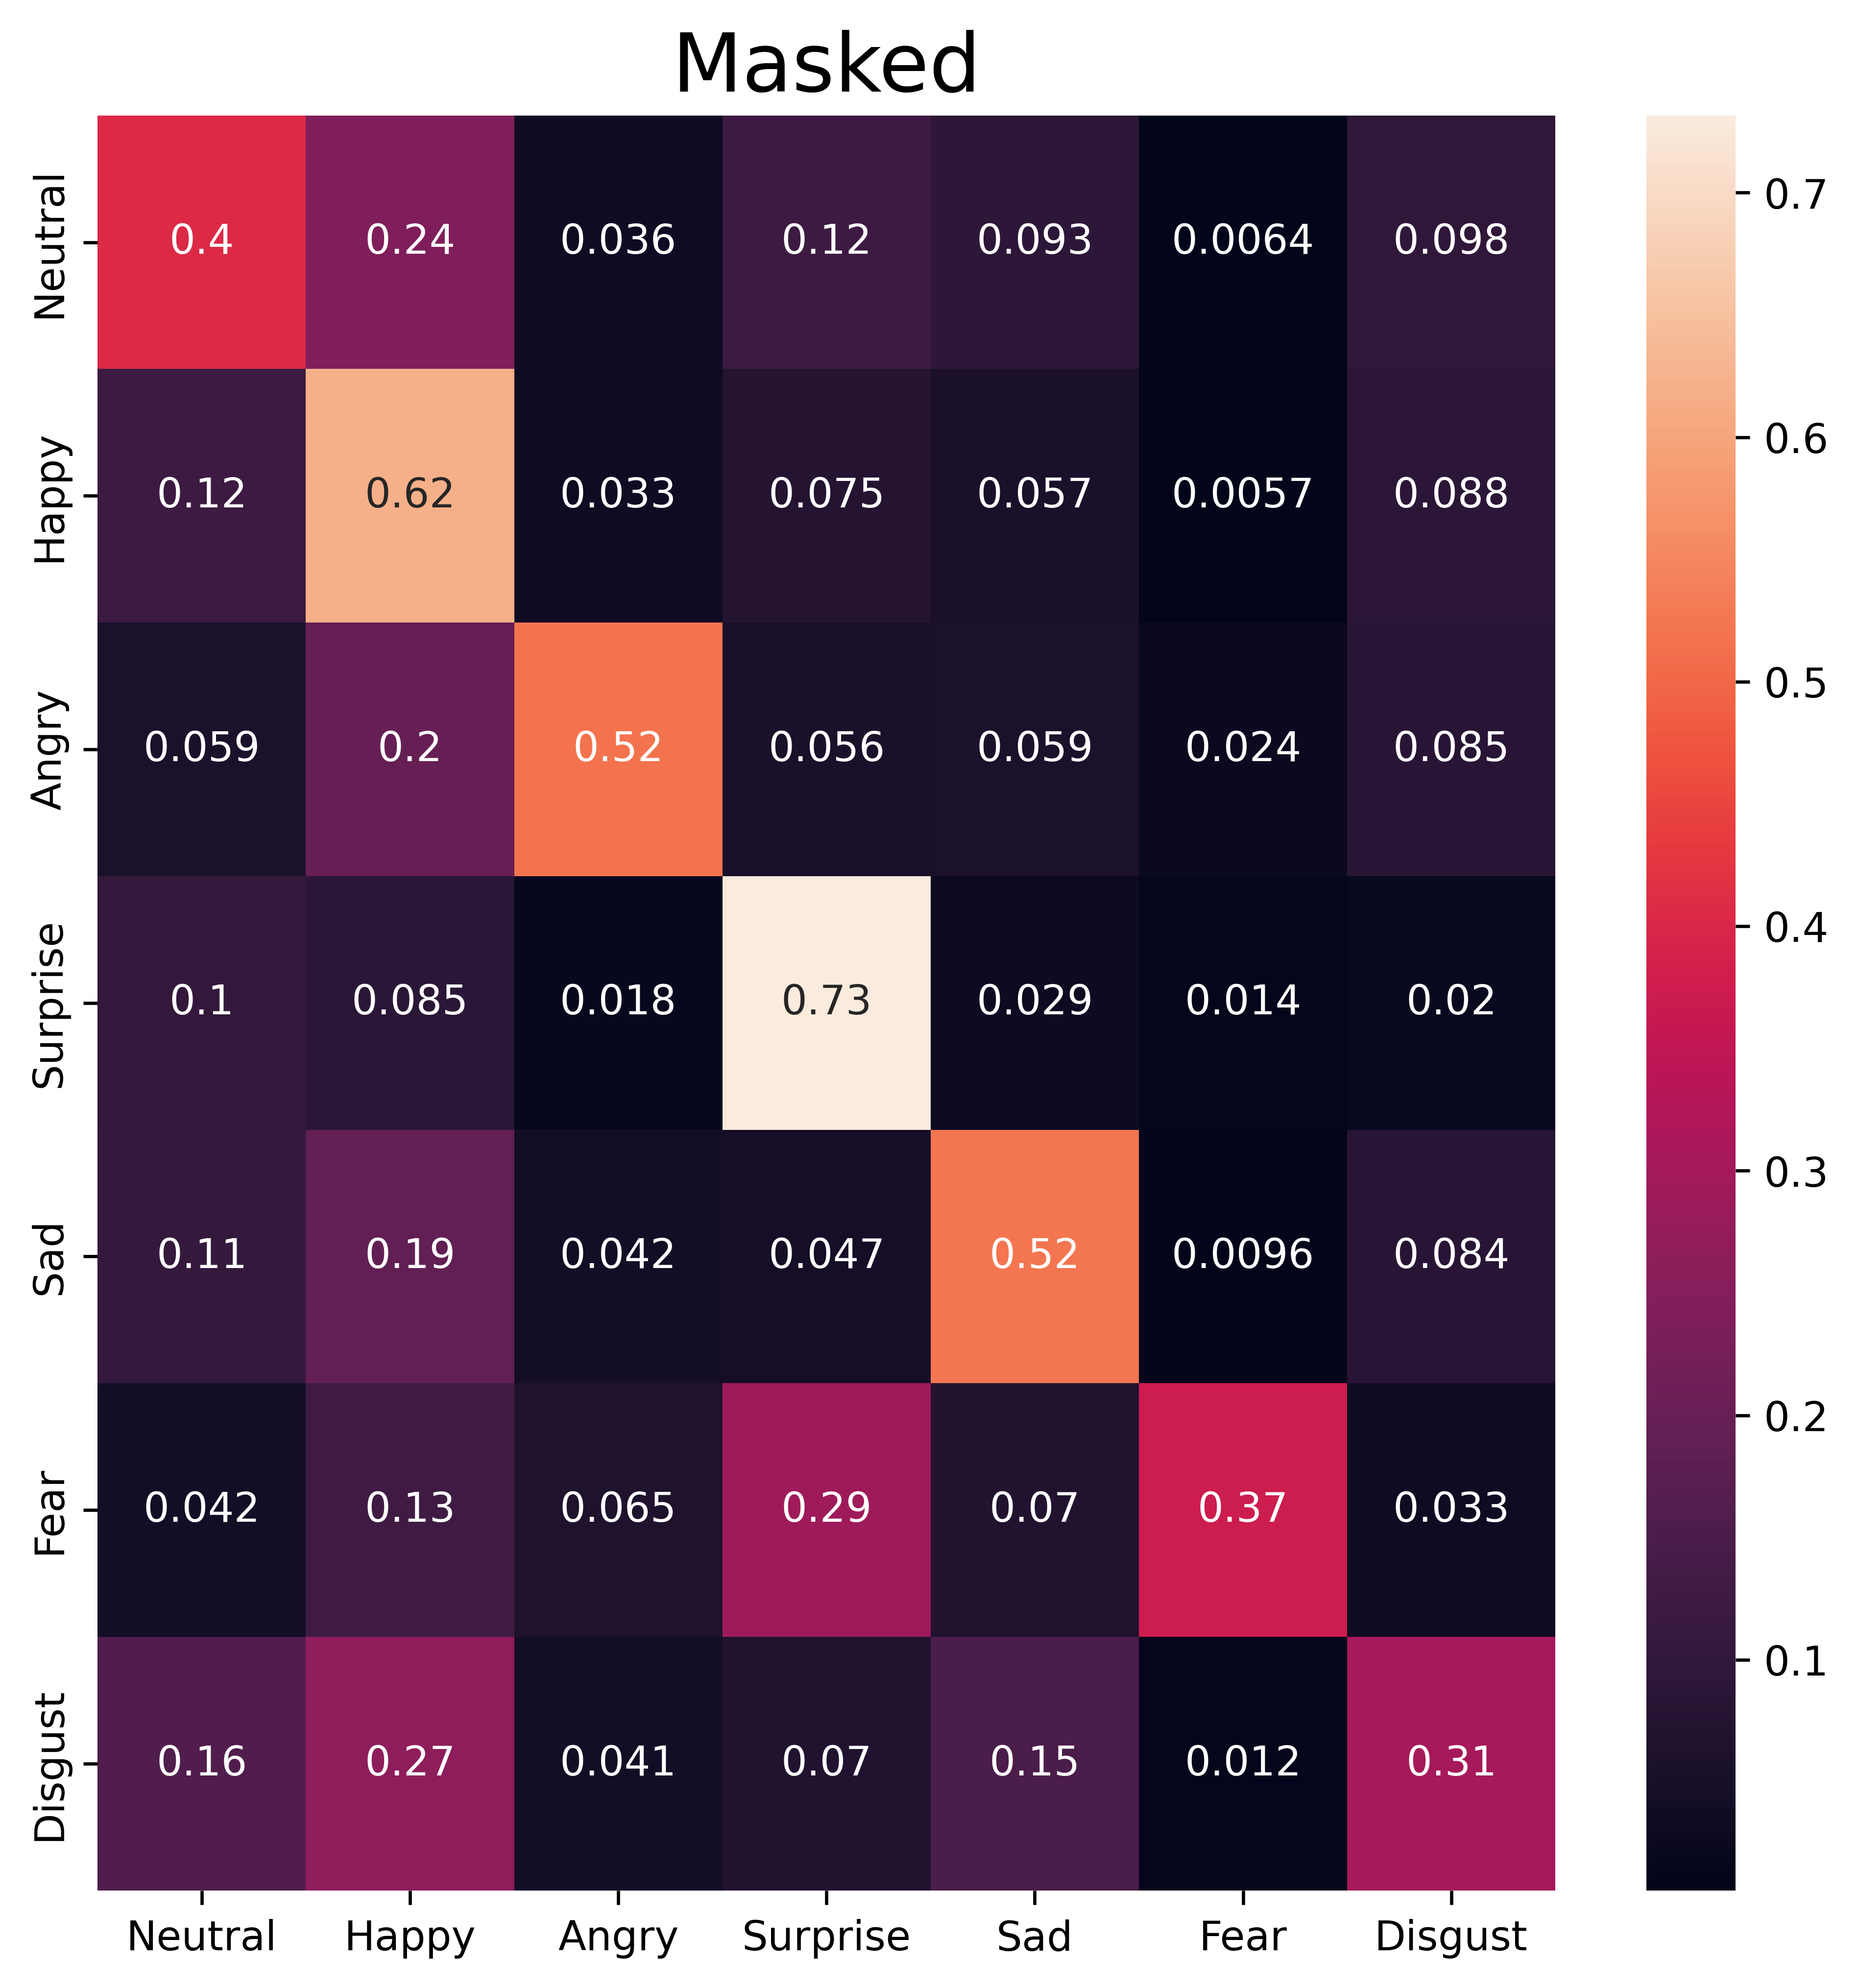 Masked
Neutral 0.4 0.24 0.036 0.12 0.093 0.0064 0.098
Happy 0.12 0.62 0.033 0.075 0.057 0.0057 0.088
Angry 0.059 0.2 0.52 0.056 0.059 0.024 0.085
Surprise 0.1 0.085 0.018 0.73 0.029 0.014 0.02
Sad 0.11 0.19 0.042 0.047 0.52 0.0096 0.084
Fear 0.042 0.13 0.065 0.29 0.07 0.37 0.033
Disgust 0.16 0.27 0.041 0.07 0.15 0.012 0.31
Neutral Happy Angry Surprise Sad Fear Disgust
0.7
0.6
0.5
0.4
0.3
0.2
0.1